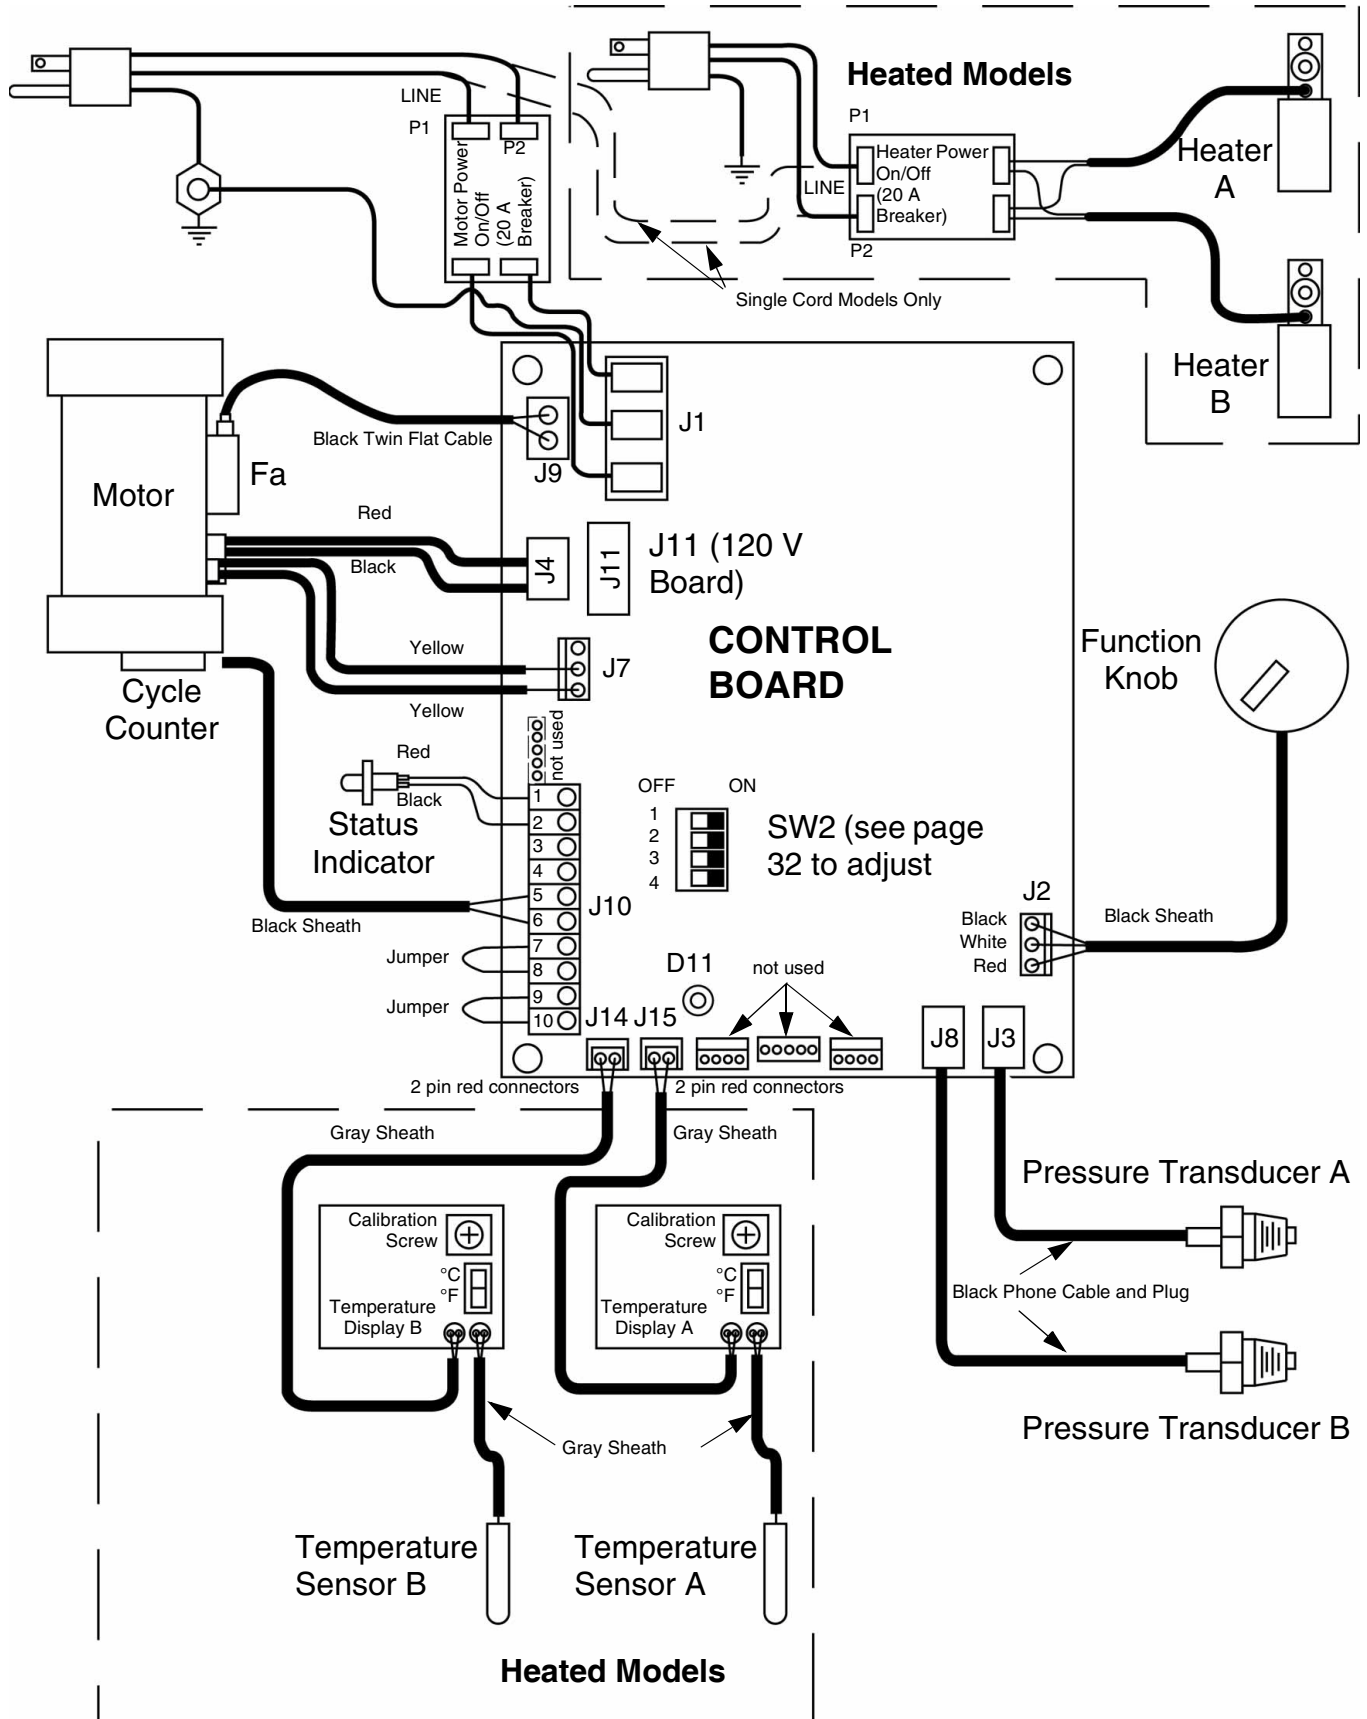 Heated Models
LINE
P1
P2
Motor Power
On/Off
(20 A
Breaker)
P1
Heater Power
On/Off
(20 A
Breaker)
LINE
P2
Heater
A
Single Cord Models Only
Heater
B
Black Twin Flat Cable
J9
J1
Motor
Fa
Red
Black
J4
J11
J11 (120 V
Board)
CONTROL
BOARD
Function
Knob
Yellow
J7
Yellow
Cycle
Counter
not used
Red
Black
Status
Indicator
1
2
3
4
5
6
7
8
9
10
J10
OFF
ON
1
2
3
4
SW2 (see page
32 to adjust
Black Sheath
Jumper
Jumper
J2
Black
White
Red
Black Sheath
D11
not used
J14
J15
J8
J3
2 pin red connectors
2 pin red connectors
Gray Sheath
Gray Sheath
Pressure Transducer A
Calibration
Screw
°C
°F
Temperature
Display B
Calibration
Screw
°C
°F
Temperature
Display A
Black Phone Cable and Plug
Pressure Transducer B
Gray Sheath
Temperature
Sensor B
Temperature
Sensor A
Heated Models